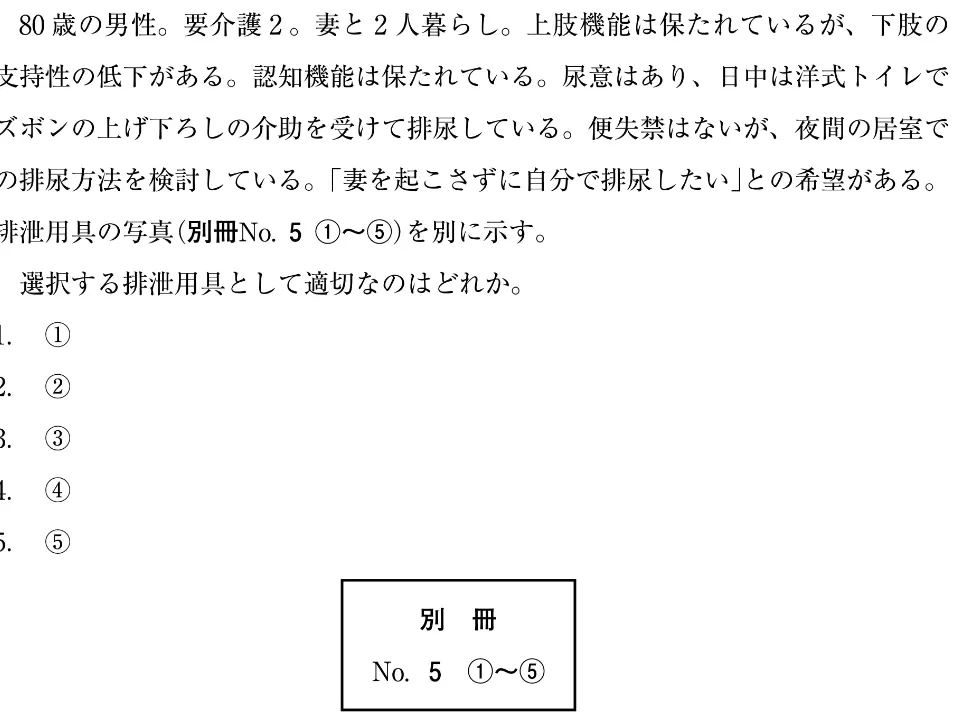 80歳の男性。要介護2。妻と2人暮らし。上肢機能は保たれているが、下肢の
支持性の低下がある。認知機能は保たれている。尿意はあり、日中は洋式トイレで
ズボンの上げ下ろしの介助を受けて排尿している。便失禁はないが、夜間の居室で
の排尿方法を検討している。「妻を起こさずに自分で排尿したい」との希望がある。
排泄用具の写真(別冊No. 5 ①～⑤)を別に示す。
選択する排泄用具として適切なのはどれか。
1. ①
2. ②
3. ③
4. ④
5. ⑤
別 冊
No. 5 ①～⑤